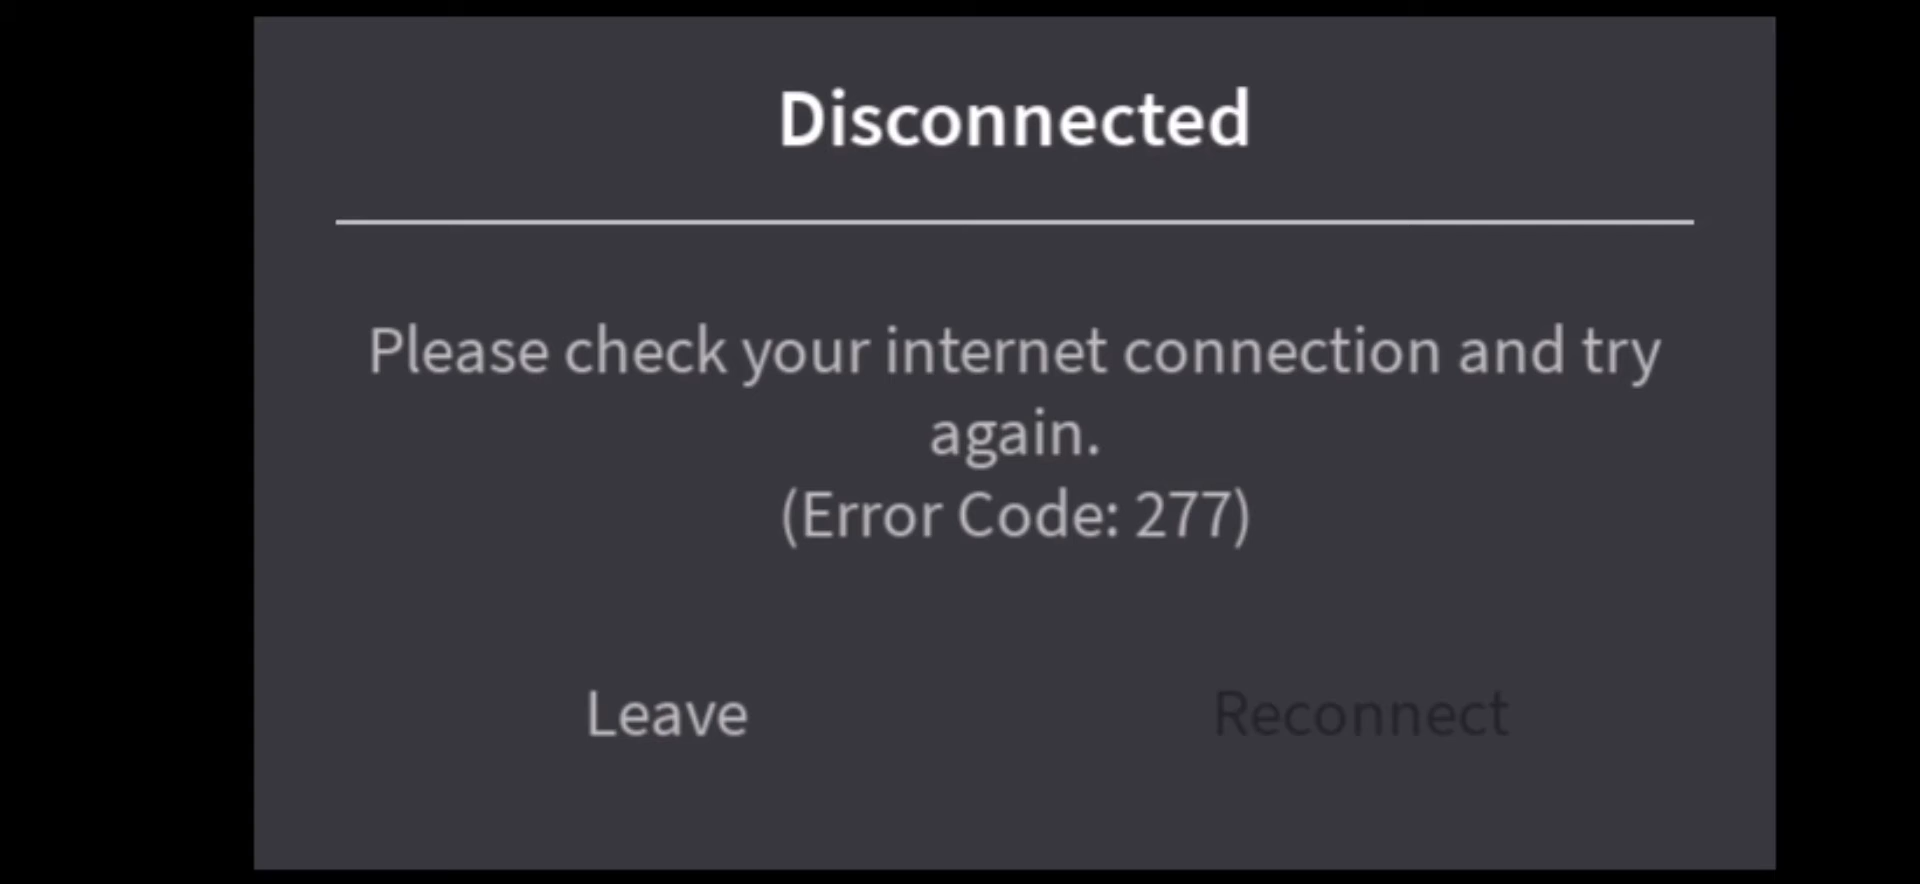 Disconnected
Please check your internet connection and try
again.
(Error Code: 277)
Leave
Reconnect